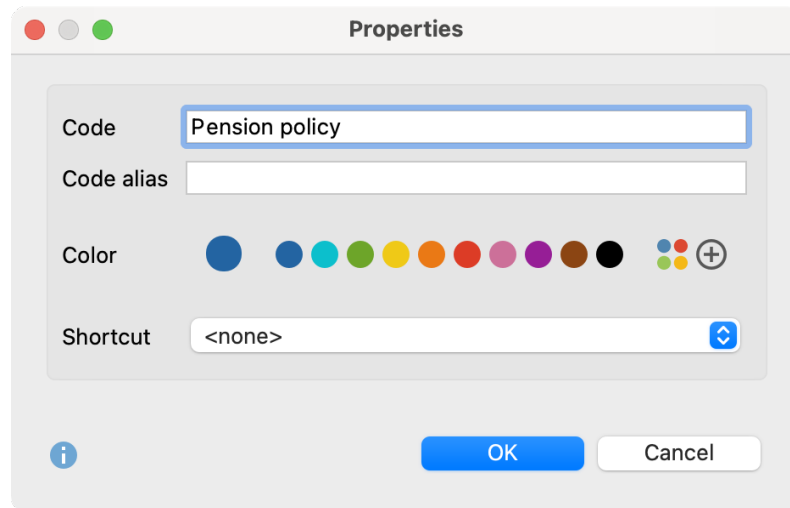 Properties
Code
Pension policy
Code alias
Color
Shortcut
<none>
OK
Cancel